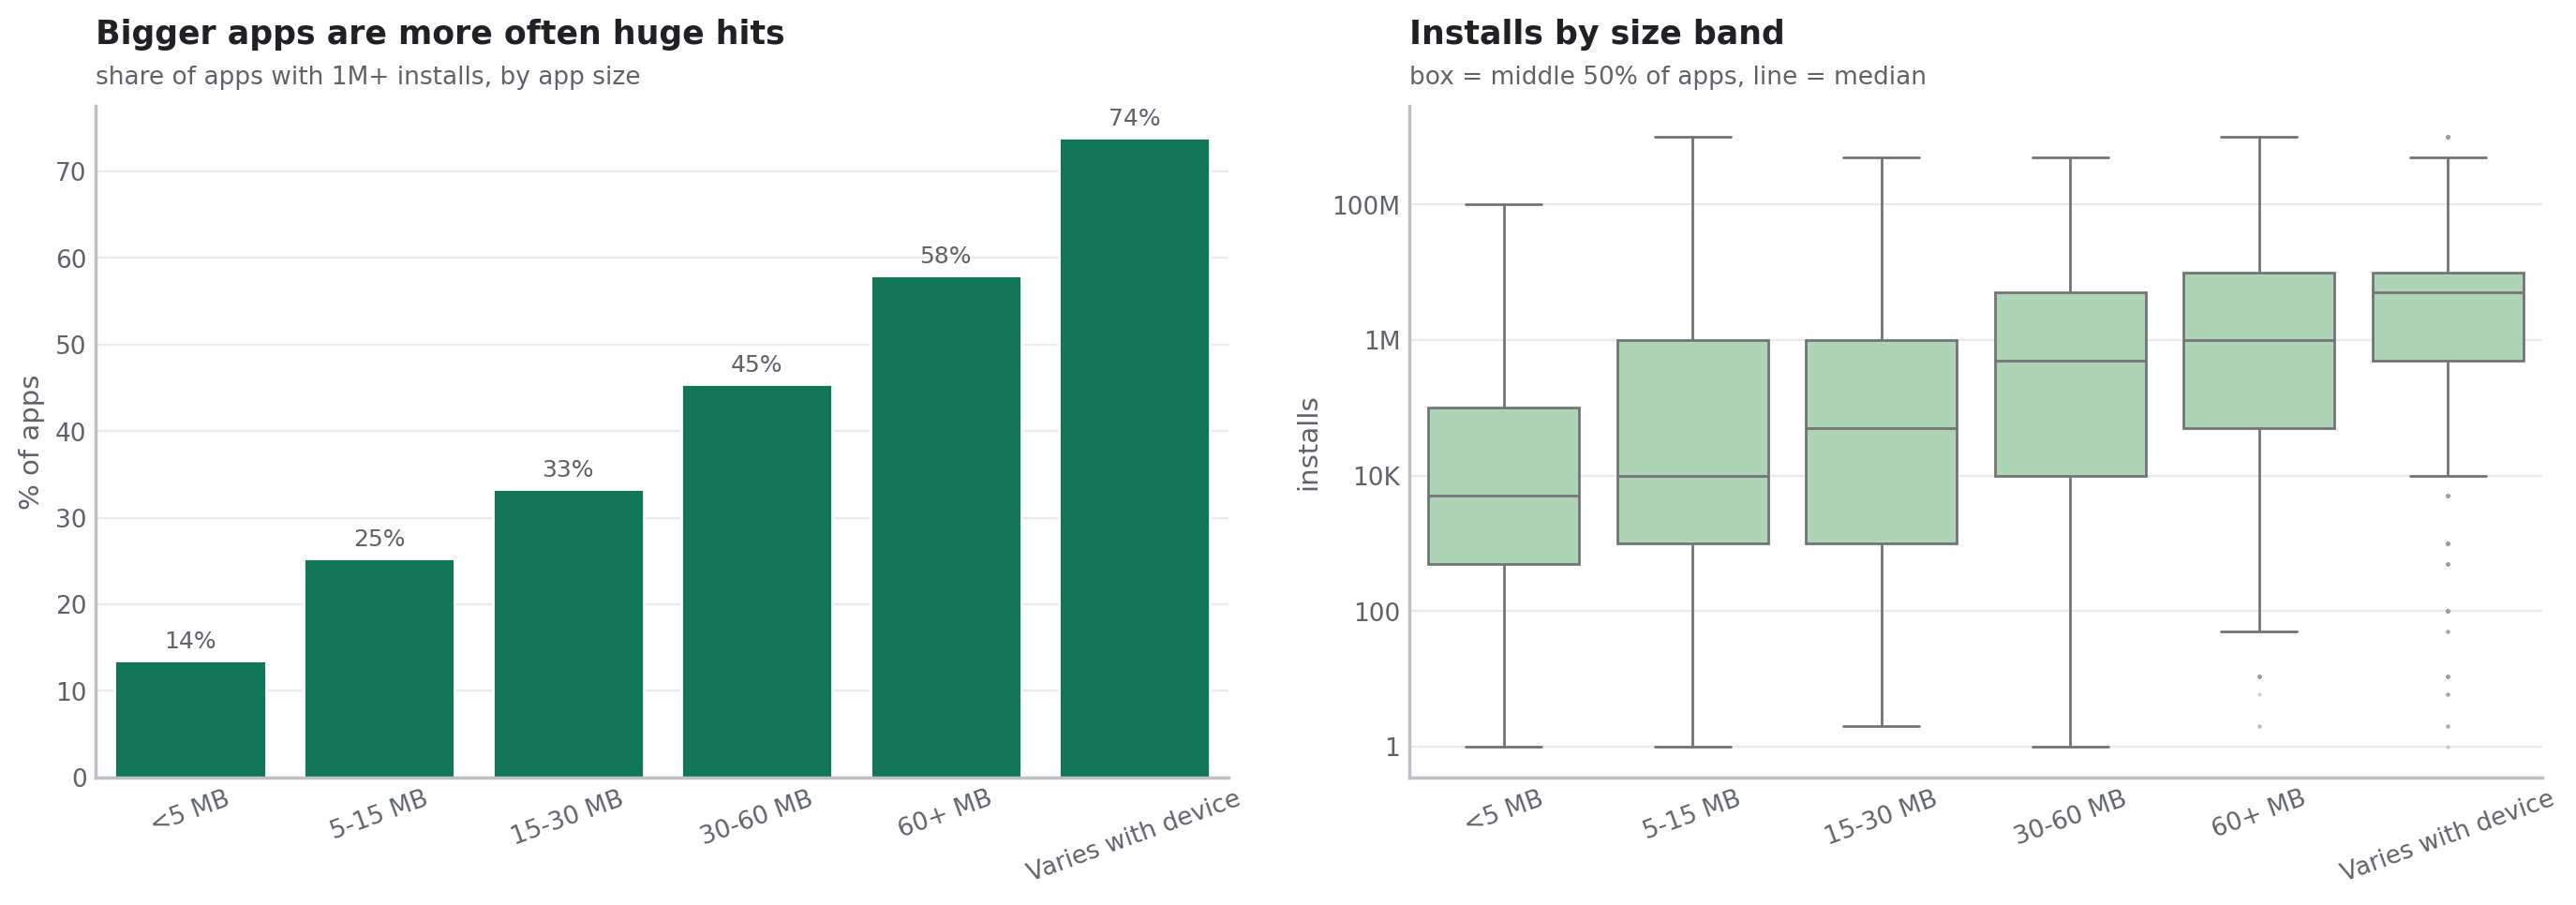 Bigger apps are more often huge hits
share of apps with 1M+ installs, by app size
% of apps
70
60
50
40
30
20
10
0
14%
25%
33%
45%
58%
74%
<5 MB
5-15 MB
15-30 MB
30-60 MB
60+ MB
Varies with device
Installs by size band
box = middle 50% of apps, line = median
installs
100M
1M
10K
100
1
<5 MB
5-15 MB
15-30 MB
30-60 MB
60+ MB
Varies with device